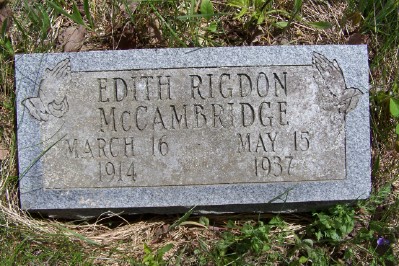 EDITH RIGDON
McCAMBRIDGE
MARCH 16 - MAY 15
1914 1937